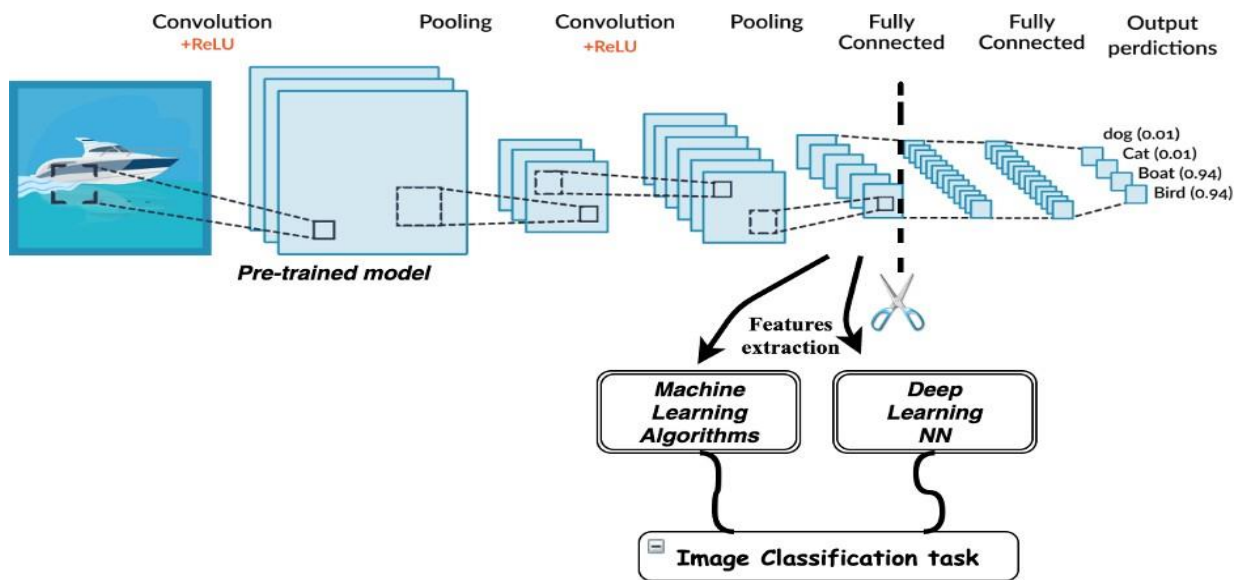 Convolution
+ReLU
Pooling
Convolution
+ReLU
Pooling
Fully
Connected
Fully
Connected
Output
perdictions
dog (0.01)
Cat (0.01)
Boat (0.94)
Bird (0.94)
Pre-trained model
Features
extraction
Machine
Learning
Algorithms
Deep
Learning
NN
Image Classification task